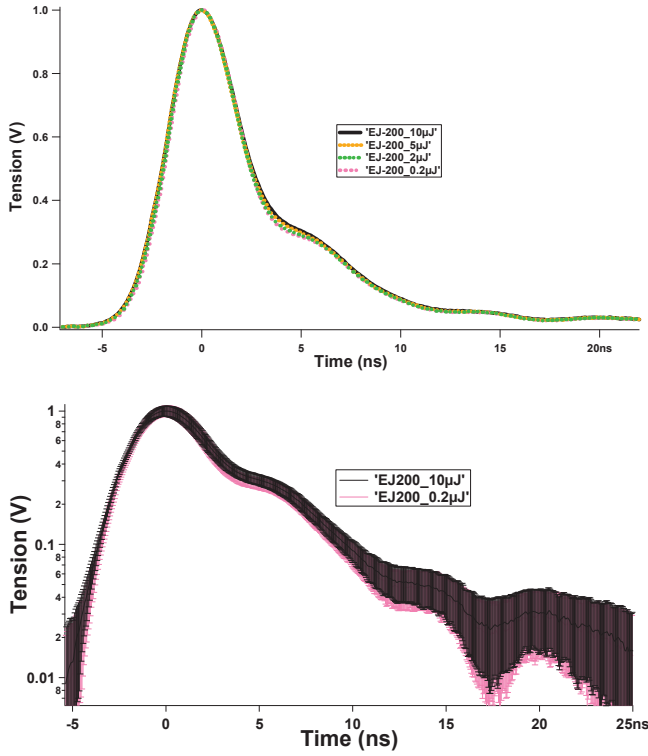 1.0
0.8
0.6
0.4
0.2
0.0
Tension (V)
'EJ-200_10µJ'
'EJ-200_5µJ'
'EJ-200_2µJ'
'EJ-200_0.2µJ'
-5
0
5
10
15
20ns
Time (ns)
1
8
6
4
2
0.1
8
6
4
2
0.01
8
Tension (V)
'EJ200_10µJ'
'EJ200_0.2µJ'
-5
0
5
10
15
20
25ns
Time (ns)